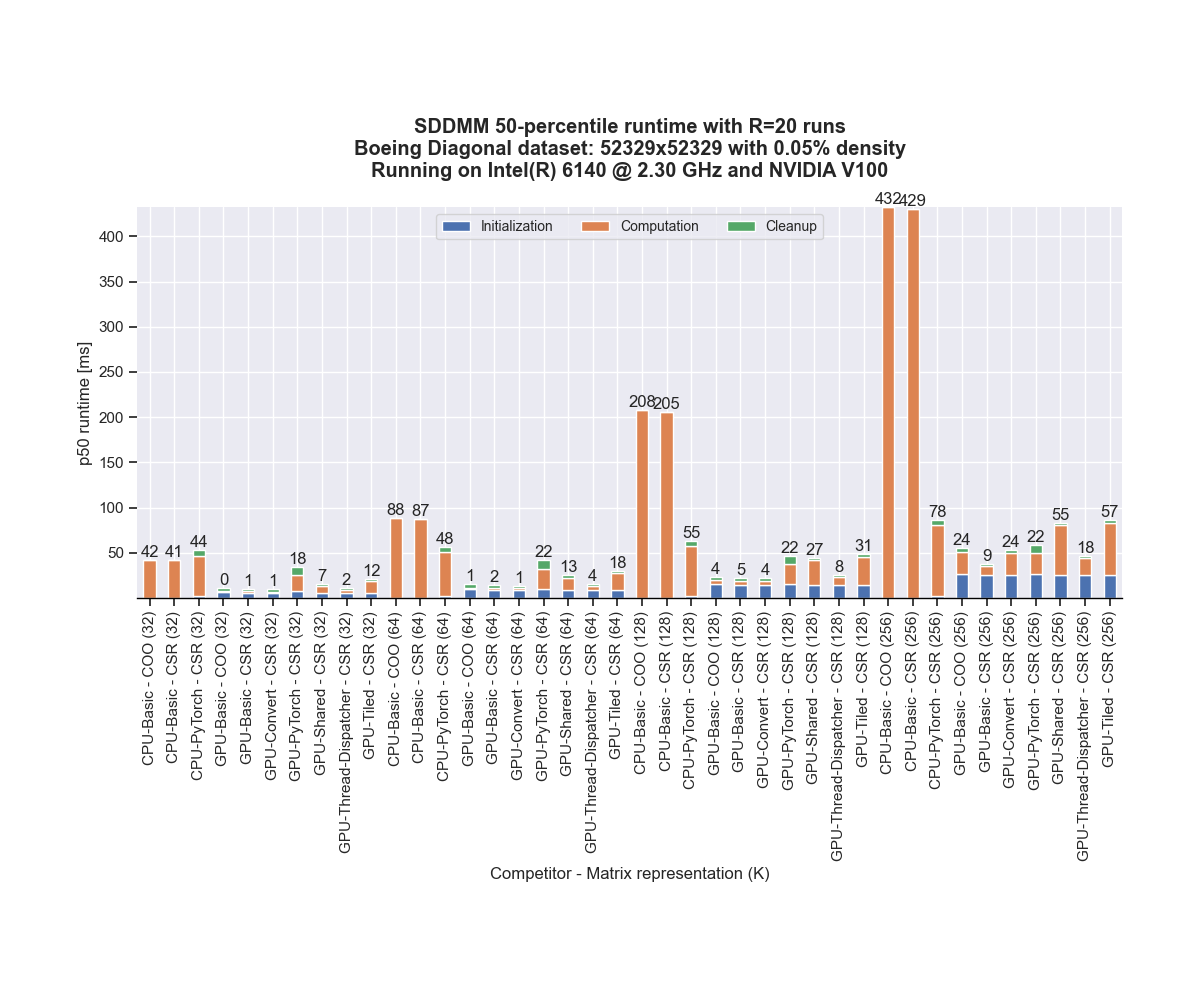 SDDMM 50-percentile runtime with R=20 runs
Boeing Diagonal dataset: 52329x52329 with 0.05% density
Running on Intel(R) 6140 @ 2.30 GHz and NVIDIA V100
Initialization
Computation
Cleanup
p50 runtime [ms]
400
350
300
250
200
150
100
50
42
41
44
0
1
1
18
7
2
12
88
87
48
1
2
1
22
13
4
18
208
205
55
4
5
4
22
27
8
31
432
429
78
24
9
24
22
55
18
57
CPU-Basic - COO (32)
CPU-Basic - CSR (32)
CPU-PyTorch - CSR (32)
GPU-Basic - COO (32)
GPU-Basic - CSR (32)
GPU-Convert - CSR (32)
GPU-PyTorch - CSR (32)
GPU-Shared - CSR (32)
GPU-Thread-Dispatcher - CSR (32)
GPU-Tiled - CSR (32)
CPU-Basic - COO (64)
CPU-Basic - CSR (64)
CPU-PyTorch - CSR (64)
GPU-Basic - COO (64)
GPU-Basic - CSR (64)
GPU-Convert - CSR (64)
GPU-PyTorch - CSR (64)
GPU-Shared - CSR (64)
GPU-Thread-Dispatcher - CSR (64)
GPU-Tiled - CSR (64)
CPU-Basic - COO (128)
CPU-Basic - CSR (128)
CPU-PyTorch - CSR (128)
GPU-Basic - COO (128)
GPU-Basic - CSR (128)
GPU-Convert - CSR (128)
GPU-PyTorch - CSR (128)
GPU-Shared - CSR (128)
GPU-Thread-Dispatcher - CSR (128)
GPU-Tiled - CSR (128)
CPU-Basic - COO (256)
CPU-Basic - CSR (256)
CPU-PyTorch - CSR (256)
GPU-Basic - COO (256)
GPU-Basic - CSR (256)
GPU-Convert - CSR (256)
GPU-PyTorch - CSR (256)
GPU-Shared - CSR (256)
GPU-Thread-Dispatcher - CSR (256)
GPU-Tiled - CSR (256)
Competitor - Matrix representation (K)